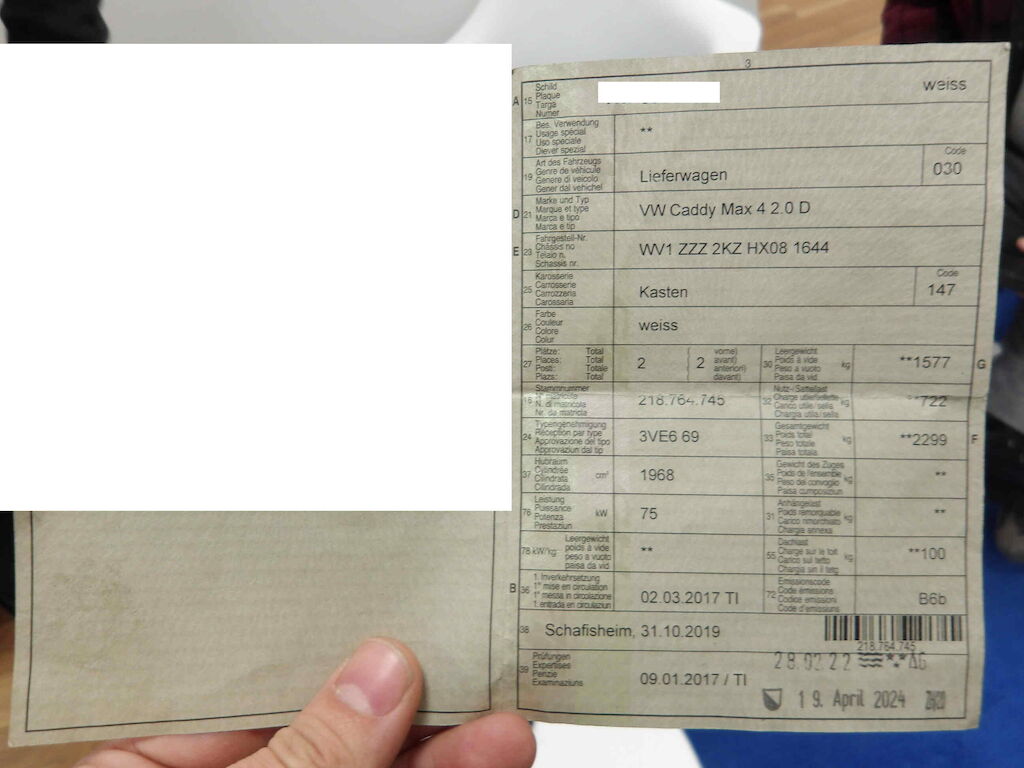 3
A 15 Schild
Plaque
Targa
Numer
weiss
17 Bes. Verwendung
Usage spécial
Uso speciale
Diever spezial
**
19 Art des Fahrzeugs
Genre de véhicule
Genere di veicolo
Gener dal vehichel
Lieferwagen
Code
030
D 21 Marke und Typ
Marque et type
Marca e tipo
Marca e tip
VW Caddy Max 4 2.0 D
E 23 Fahrgestell-Nr.
Châssis no
Telaio n.
Schassis nr.
WV1 ZZZ 2KZ HX08 1644
25 Karosserie
Carrosserie
Carrozzeria
Carossaria
Kasten
Code
147
26 Farbe
Couleur
Colore
Colur
weiss
27 Plätze: Total
Places: Total
Posti: Totale
Plazs: Total
2
( vorne)
2 avant)
( anteriori)
davant)
30 Leergewicht
Poids à vide
Peso a vuoto
Paisa da vid
kg
**1577
G
18 Stammnummer
N° matricule
N. di matricola
Nr. da matricla
218.764.745
32 Nutz-/Sattellast
Charge utile/sellette
Carico utile/sella
Chargia utila/sella
kg
**722
24 Typengenehmigung
Réception par type
Approvazione del tipo
Approvaziun dal tip
3VE6 69
33 Gesamtgewicht
Poids total
Peso totale
Paisa totala
kg
**2299
F
37 Hubraum
Cylindrée
Cilindrata
Cilindrada
cm³
1968
35 Gewicht des Zuges
Poids de l'ensemble
Peso del convoglio
Paisa cumposiziun
kg
**
76 Leistung
Puissance
Potenza
Prestaziun
kW
75
31 Anhängelast
Poids remorquable
Carico rimorchiato
Chargia annexa
kg
**
78 kW/kg: Leergewicht
poids à vide
peso a vuoto
paisa da vid
**
55 Dachlast
Charge sur le toit
Carico sul tetto
Chargia sin il tetg
kg
**100
B 36 1. Inverkehrsetzung
1re mise en circulation
1a messa in circolazione
1. entrada en circulaziun
02.03.2017 TI
72 Emissionscode
Code émissions
Codice emissioni
Code d'emissiuns
B6b
38 Schafisheim, 31.10.2019
218.764.745
39 Prüfungen
Expertises
Perizie
Examinaziuns
09.01.2017 / TI
28.02.22 **AG
19. April 2024 ZH